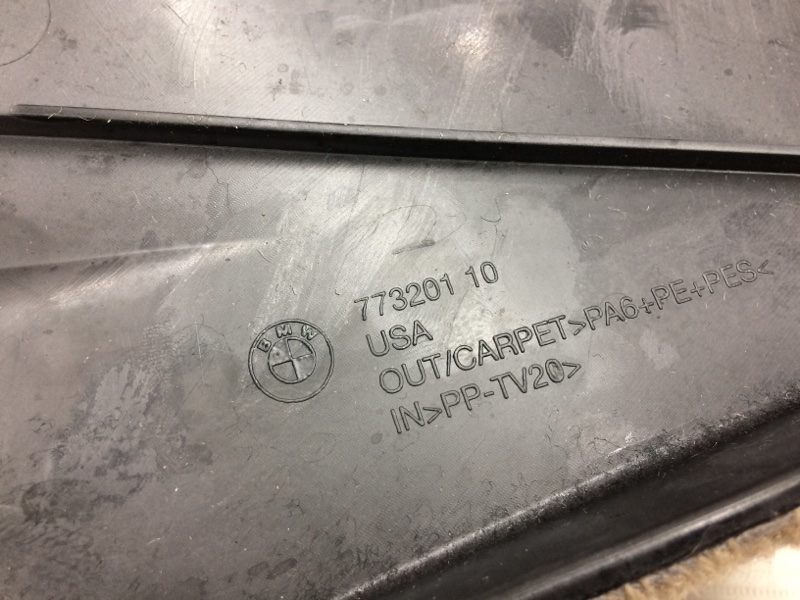 773201 10
BMW
USA
OUT/CARPET>PA6+PE+PES<
IN>PP-TV20>